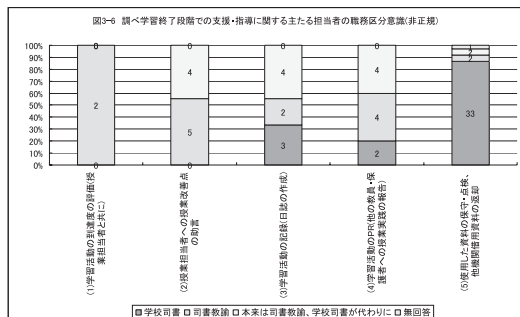 図3-6 調べ学習終了段階での支援・指導に関する主たる担当者の職務区分意識(非正規)
100%
90%
80%
70%
60%
50%
40%
30%
20%
10%
0%
0
2
0
0
4
5
0
0
4
2
3
0
4
4
2
1
2
33
(1)学習活動の到達度の評価(授
業担当者と共に)
(2)授業担当者への授業改善点
の助言
(3)学習活動の記録(日誌の作成)
(4)学習活動のPR(他の教員・保
護者への授業実践の報告)
(5)使用した資料の保守・点検、
他機関借用資料の返却
学校司書 司書教諭 本来は司書教諭、学校司書が代わりに 無回答